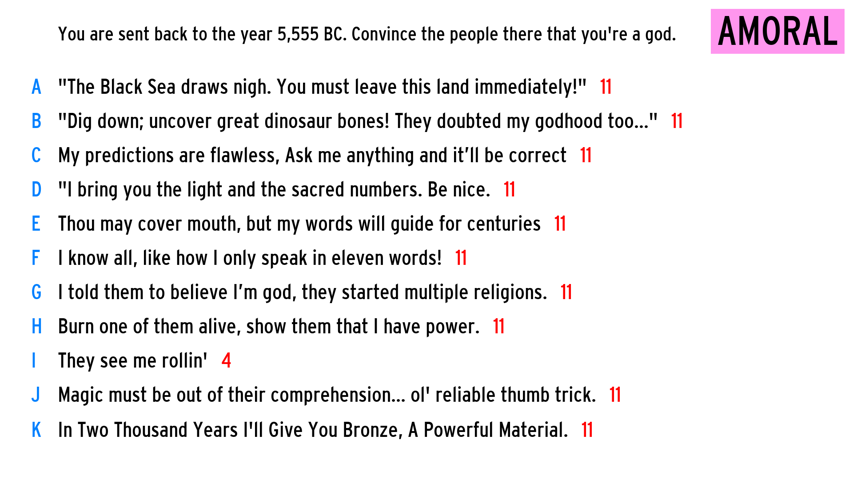 You are sent back to the year 5,555 BC. Convince the people there that you're a god.
AMORAL
A "The Black Sea draws nigh. You must leave this land immediately!" 11
B "Dig down; uncover great dinosaur bones! They doubted my godhood too..." 11
C My predictions are flawless, Ask me anything and it’ll be correct 11
D "I bring you the light and the sacred numbers. Be nice. 11
E Thou may cover mouth, but my words will guide for centuries 11
F I know all, like how I only speak in eleven words! 11
G I told them to believe I’m god, they started multiple religions. 11
H Burn one of them alive, show them that I have power. 11
I They see me rollin' 4
J Magic must be out of their comprehension... ol' reliable thumb trick. 11
K In Two Thousand Years I'll Give You Bronze, A Powerful Material. 11